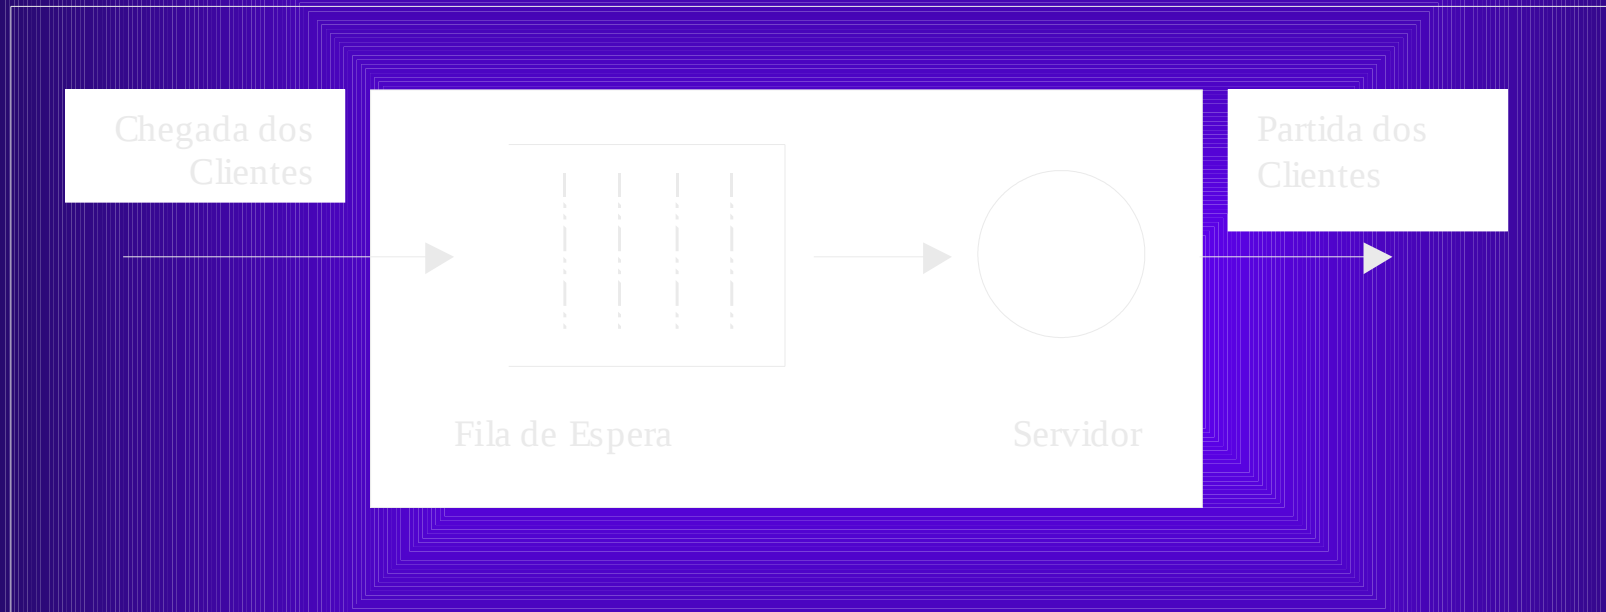 Chegada dos
Clientes
Partida dos
Clientes
Fila de Espera
Servidor